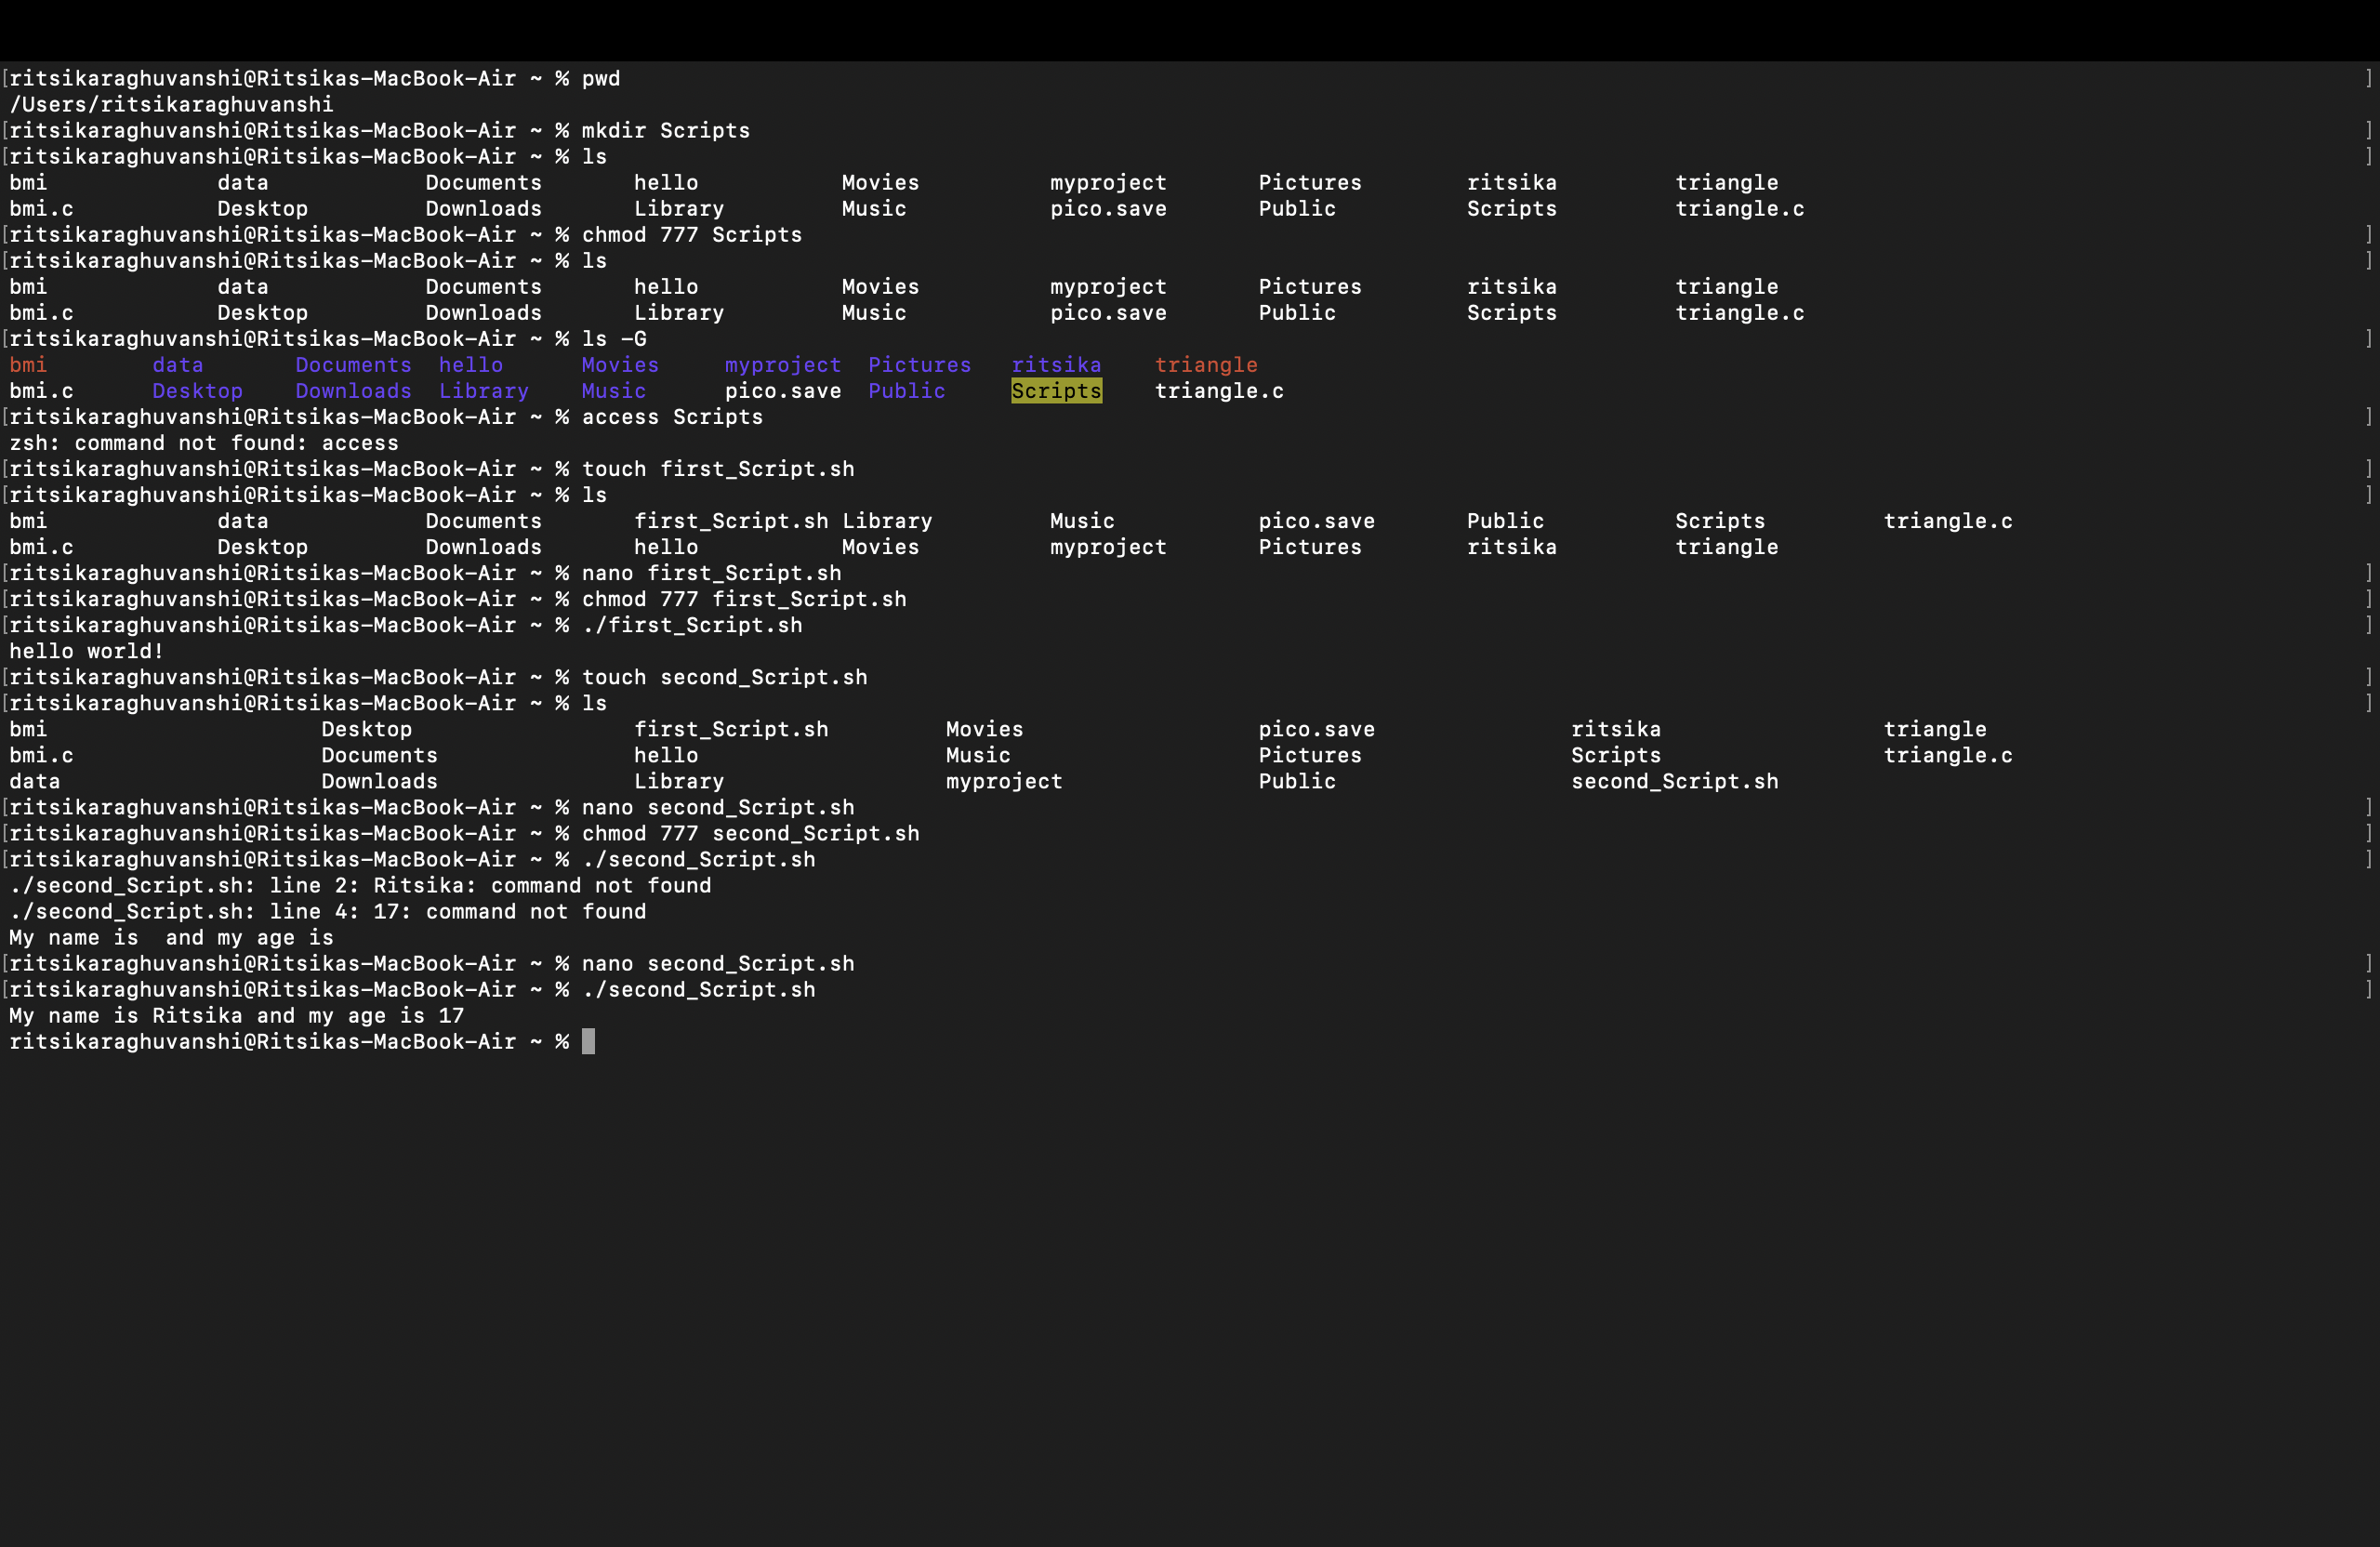 [ritsikaraghuvanshi@Ritsikas-MacBook-Air ~ % pwd ]
/Users/ritsikaraghuvanshi
[ritsikaraghuvanshi@Ritsikas-MacBook-Air ~ % mkdir Scripts ]
[ritsikaraghuvanshi@Ritsikas-MacBook-Air ~ % ls ]
bmi data Documents hello Movies myproject Pictures ritsika triangle
bmi.c Desktop Downloads Library Music pico.save Public Scripts triangle.c
[ritsikaraghuvanshi@Ritsikas-MacBook-Air ~ % chmod 777 Scripts ]
[ritsikaraghuvanshi@Ritsikas-MacBook-Air ~ % ls ]
bmi data Documents hello Movies myproject Pictures ritsika triangle
bmi.c Desktop Downloads Library Music pico.save Public Scripts triangle.c
[ritsikaraghuvanshi@Ritsikas-MacBook-Air ~ % ls -G ]
bmi data Documents hello Movies myproject Pictures ritsika triangle
bmi.c Desktop Downloads Library Music pico.save Public Scripts triangle.c
[ritsikaraghuvanshi@Ritsikas-MacBook-Air ~ % access Scripts ]
zsh: command not found: access
[ritsikaraghuvanshi@Ritsikas-MacBook-Air ~ % touch first_Script.sh ]
[ritsikaraghuvanshi@Ritsikas-MacBook-Air ~ % ls ]
bmi data Documents first_Script.sh Library Music pico.save Public Scripts triangle.c
bmi.c Desktop Downloads hello Movies myproject Pictures ritsika triangle
[ritsikaraghuvanshi@Ritsikas-MacBook-Air ~ % nano first_Script.sh ]
[ritsikaraghuvanshi@Ritsikas-MacBook-Air ~ % chmod 777 first_Script.sh ]
[ritsikaraghuvanshi@Ritsikas-MacBook-Air ~ % ./first_Script.sh ]
hello world!
[ritsikaraghuvanshi@Ritsikas-MacBook-Air ~ % touch second_Script.sh ]
[ritsikaraghuvanshi@Ritsikas-MacBook-Air ~ % ls ]
bmi Desktop first_Script.sh Movies pico.save ritsika triangle
bmi.c Documents hello Music Pictures Scripts triangle.c
data Downloads Library myproject Public second_Script.sh
[ritsikaraghuvanshi@Ritsikas-MacBook-Air ~ % nano second_Script.sh ]
[ritsikaraghuvanshi@Ritsikas-MacBook-Air ~ % chmod 777 second_Script.sh ]
[ritsikaraghuvanshi@Ritsikas-MacBook-Air ~ % ./second_Script.sh ]
./second_Script.sh: line 2: Ritsika: command not found
./second_Script.sh: line 4: 17: command not found
My name is  and my age is
[ritsikaraghuvanshi@Ritsikas-MacBook-Air ~ % nano second_Script.sh ]
[ritsikaraghuvanshi@Ritsikas-MacBook-Air ~ % ./second_Script.sh ]
My name is Ritsika and my age is 17
ritsikaraghuvanshi@Ritsikas-MacBook-Air ~ %